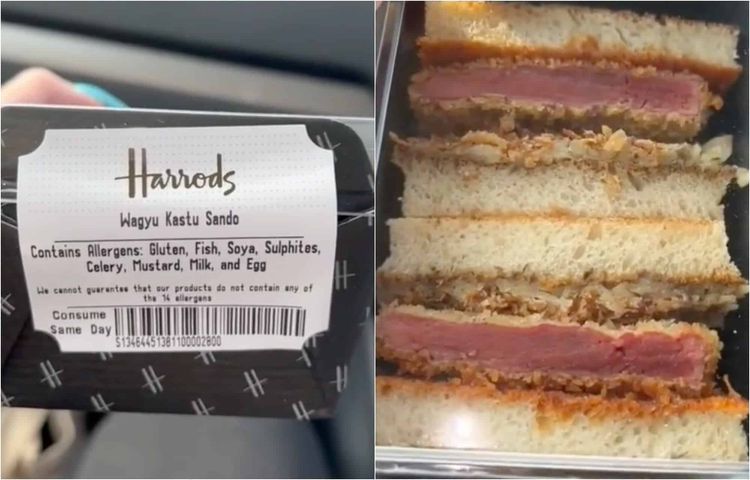 Harrods
Wagyu Kastu Sando
Contains Allergens: Gluten, Fish, Soya, Sulphites,
Celery, Mustard, Milk, and Egg
We cannot guarantee that our products do not contain any of
the 14 allergens
Consume
Same Day
S13464451381100002800